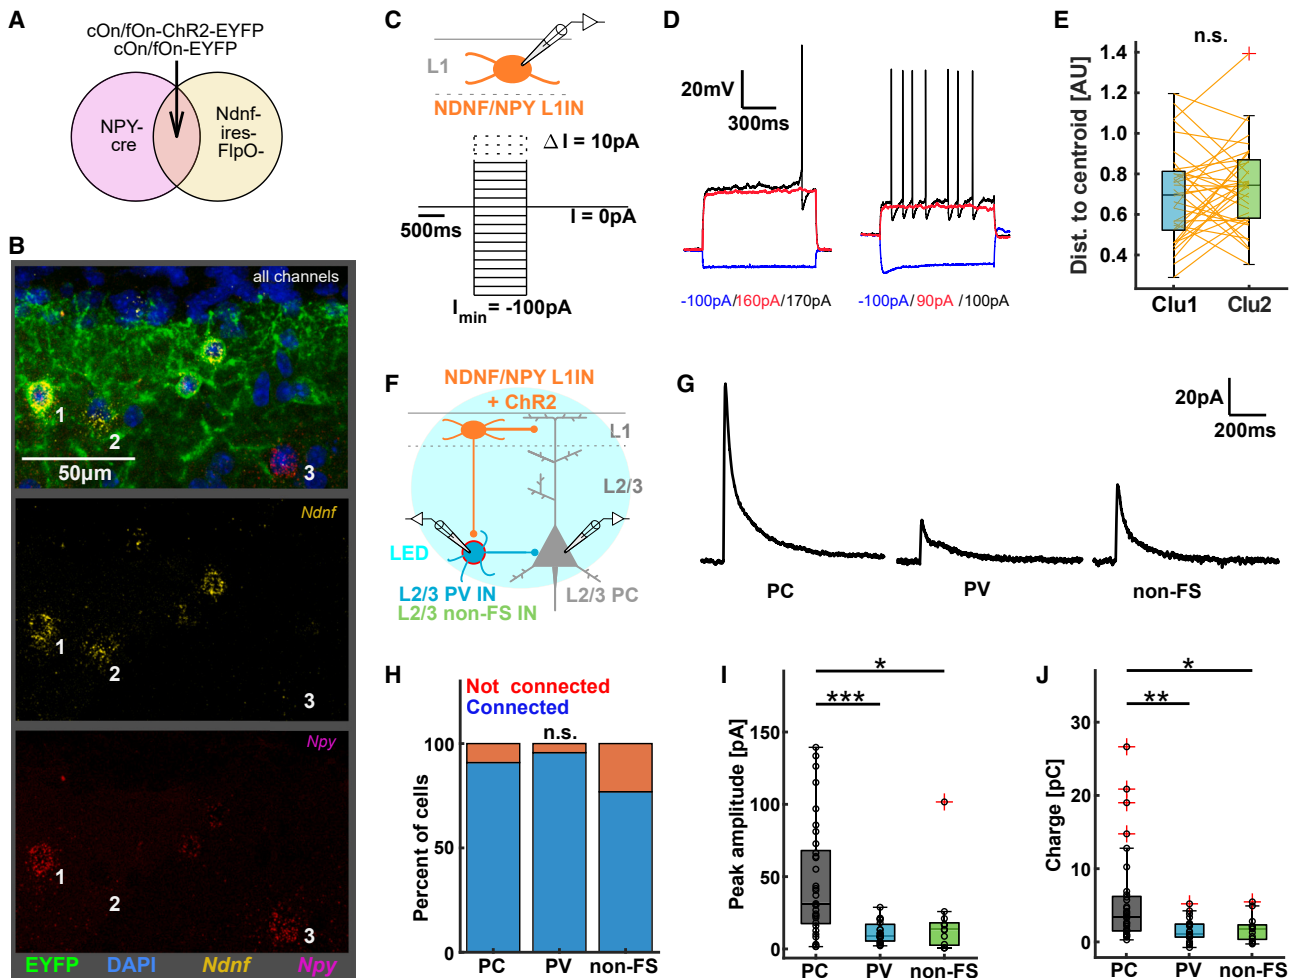 A
cOn/fOn-ChR2-EYFP
cOn/fOn-EYFP
NPY-
cre
Ndnf-
ires-
FlpO-
B
all channels
1
2
3
50µm
Ndnf
1
2
3
Npy
1
2
3
EYFP DAPI Ndnf Npy
C
L1
NDNF/NPY L1IN
Δ I = 10pA
I = 0pA
500ms
Imin = -100pA
D
20mV
300ms
-100pA/160pA/170pA
-100pA/90pA/100pA
E
n.s.
Dist. to centroid [AU]
1.4
1.2
1.0
0.8
0.6
0.4
Clu1 Clu2
F
NDNF/NPY L1IN
+ ChR2
L1
L2/3
LED
L2/3 PV IN
L2/3 non-FS IN
L2/3 PC
G
20pA
200ms
PC PV non-FS
H
Not connected
Connected
n.s.
Percent of cells
100
50
0
PC PV non-FS
I
*
***
Peak amplitude [pA]
150
100
50
0
PC PV non-FS
J
*
**
Charge [pC]
30
20
10
0
PC PV non-FS